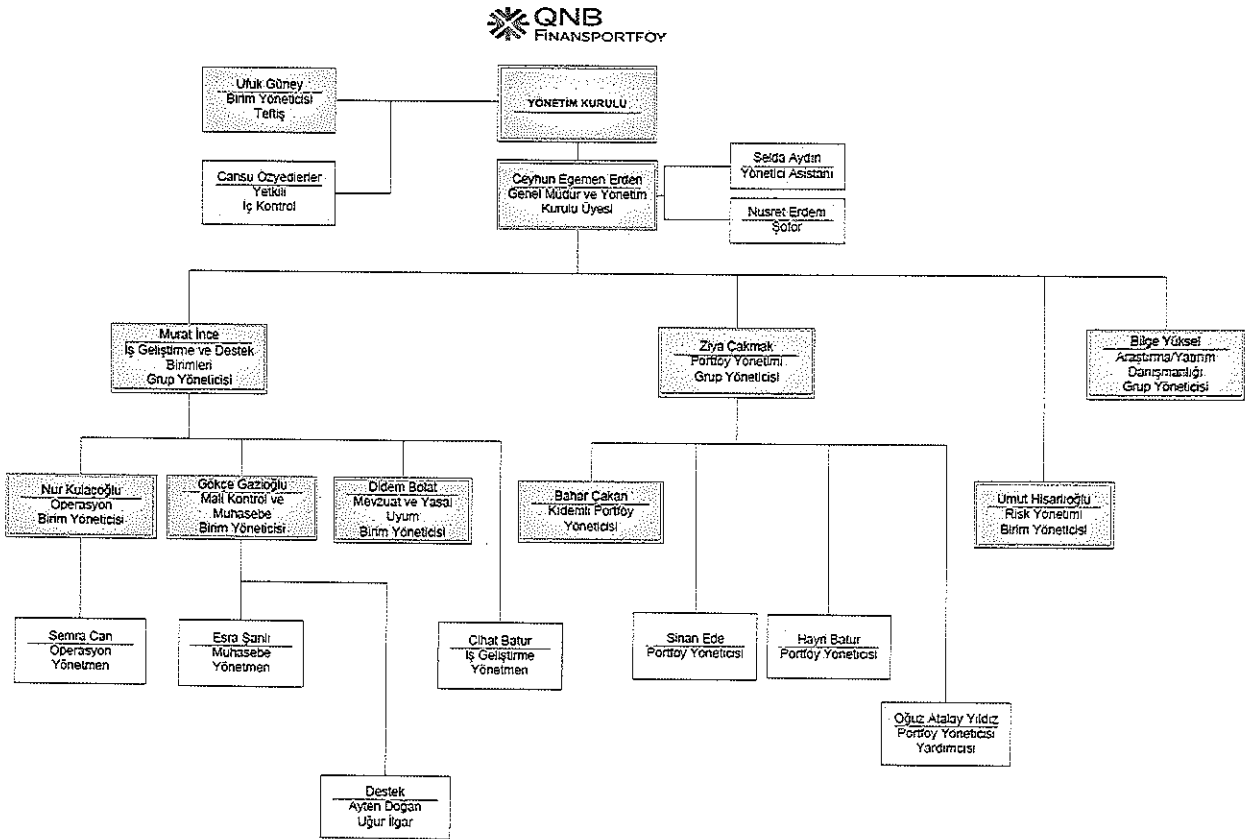 QNB
FİNANSPORTFÖY
Ufuk Güney
Birim Yöneticisi
Teftiş
YÖNETİM KURULU
Cansu Özyedierler
Yetkili
İç Kontrol
Ceyhun Egemen Erden
Genel Müdür ve Yönetim
Kurulu Üyesi
Selda Aydın
Yönetici Asistanı
Nusret Erdem
Şoför
Murat İnce
İş Geliştirme ve Destek
Birimleri
Grup Yöneticisi
Ziya Çakmak
Portföy Yönetimi
Grup Yöneticisi
Bilge Yüksel
Araştırma/Yatırım
Danışmanlığı
Grup Yöneticisi
Nur Kulaçoğlu
Operasyon
Birim Yöneticisi
Gökçe Gazioğlu
Mali Kontrol ve
Muhasebe
Birim Yöneticisi
Didem Bolat
Mevzuat ve Yasal
Uyum
Birim Yöneticisi
Bahar Çakan
Kıdemli Portföy
Yöneticisi
Umut Hisarlıoğlu
Risk Yönetimi
Birim Yöneticisi
Semra Can
Operasyon
Yönetmen
Esra Şanlı
Muhasebe
Yönetmen
Cihat Batur
İş Geliştirme
Yönetmen
Sinan Ede
Portföy Yöneticisi
Hayri Batur
Portföy Yöneticisi
Oğuz Atalay Yıldız
Portföy Yöneticisi
Yardımcısı
Destek
Ayten Doğan
Uğur İlgar